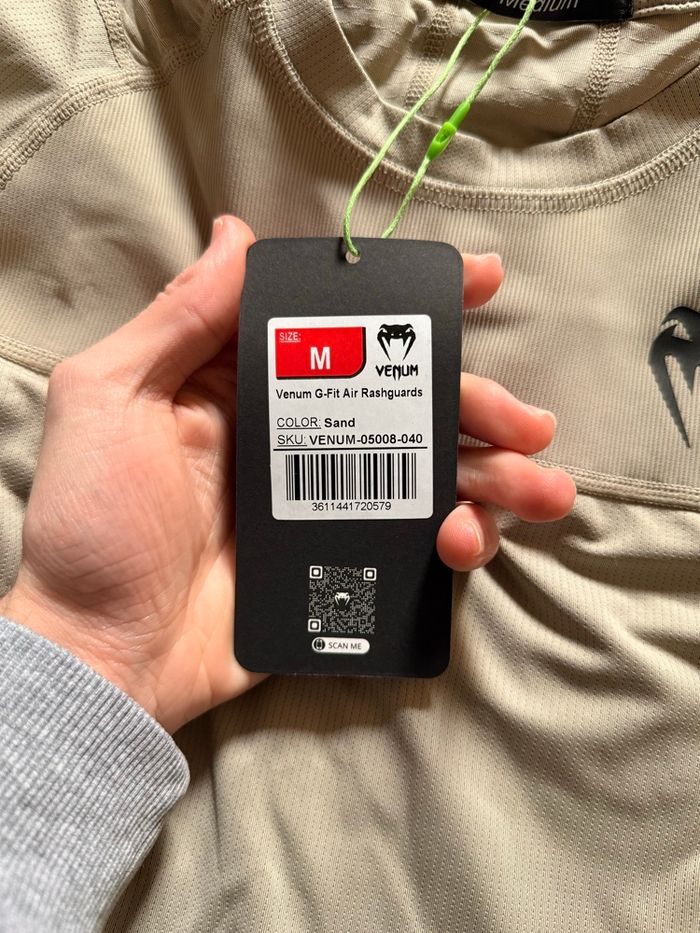 Medium
SIZE:
M
VENUM
Venum G-Fit Air Rashguards
COLOR: Sand
SKU: VENUM-05008-040
3611441720579
SCAN ME